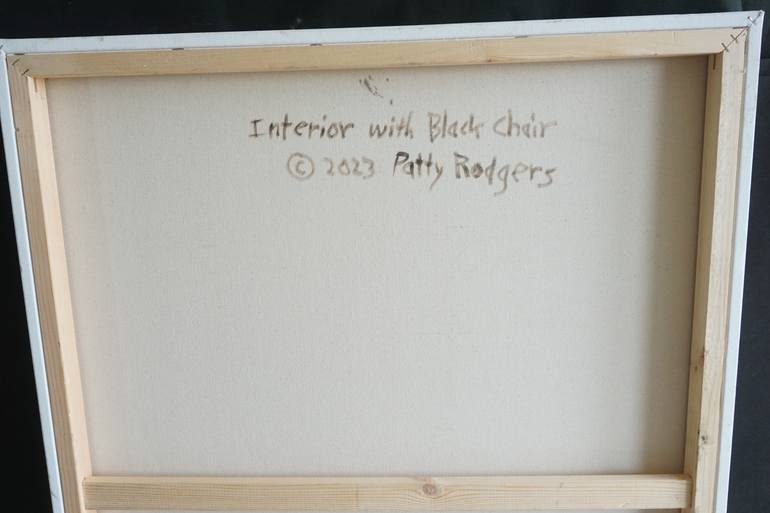 Interior with Black Chair
© 2023 Patty Rodgers